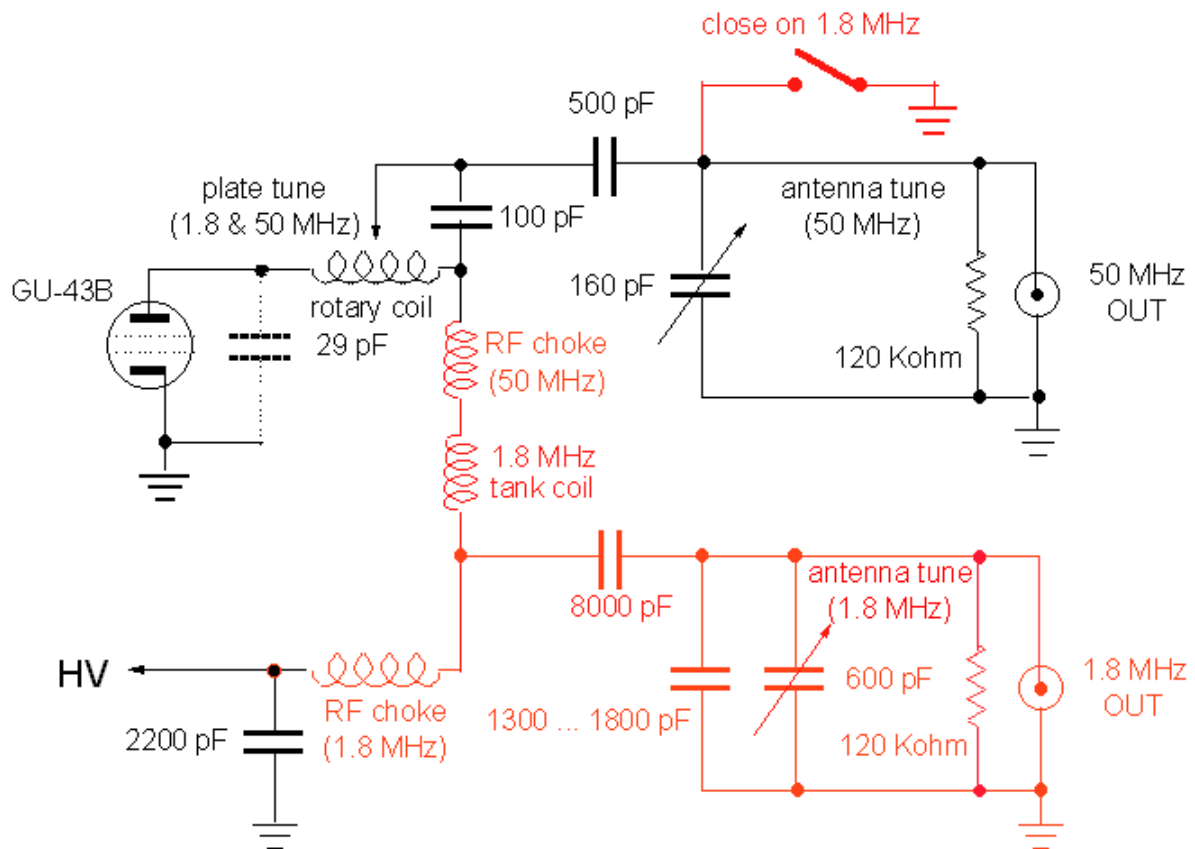 close on 1.8 MHz
500 pF
plate tune
(1.8 & 50 MHz)
100 pF
antenna tune
(50 MHz)
GU-43B
rotary coil
29 pF
160 pF
50 MHz
OUT
120 Kohm
RF choke
(50 MHz)
1.8 MHz
tank coil
8000 pF
antenna tune
(1.8 MHz)
HV
RF choke
(1.8 MHz)
2200 pF
1300 ... 1800 pF
600 pF
120 Kohm
1.8 MHz
OUT